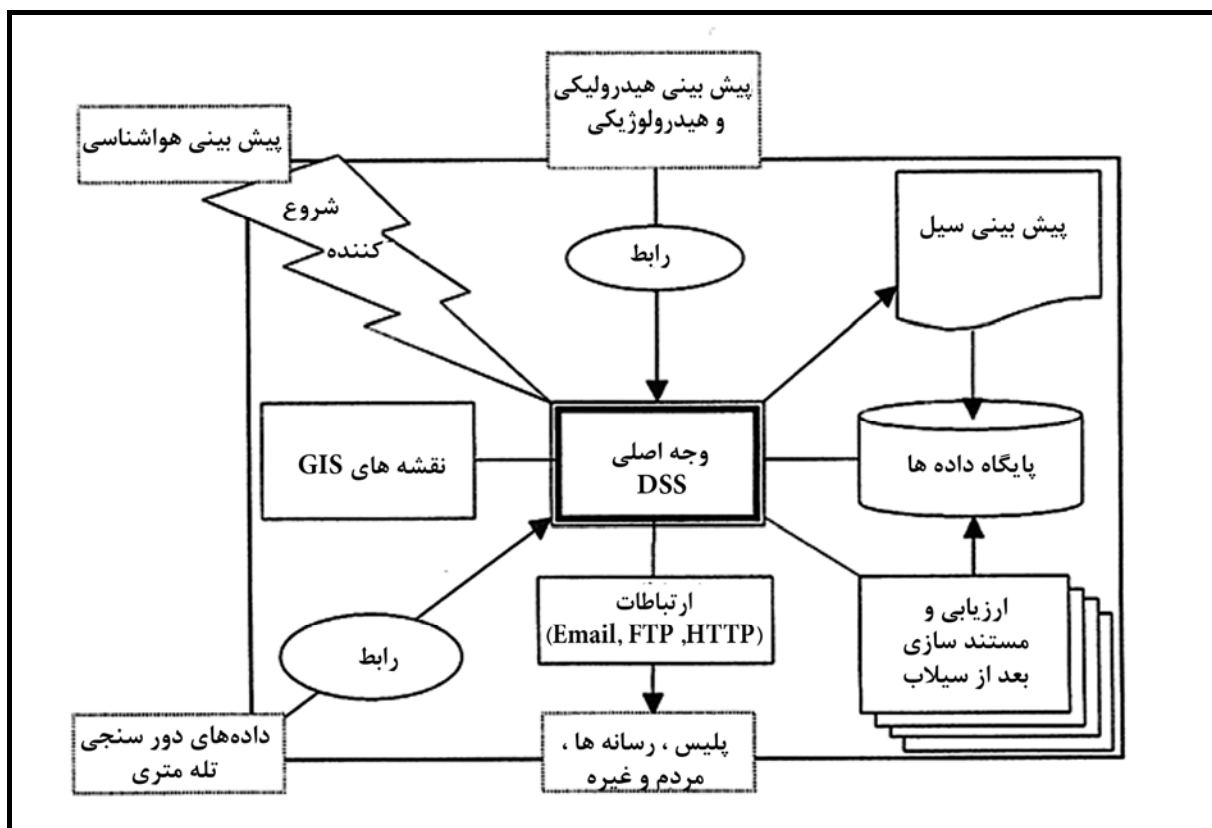 پیش بینی هیدرولیکی
و هیدرولوژیکی
پیش بینی هواشناسی
شروع
کننده
رابط
پیش بینی سیل
نقشه های GIS
وجه اصلی
DSS
پایگاه داده ها
ارتباطات
(Email, FTP ,HTTP)
ارزیابی و
مستند سازی
بعد از سیلاب
رابط
داده‌های دور سنجی
تله متری
پلیس ، رسانه ها ،
مردم و غیره